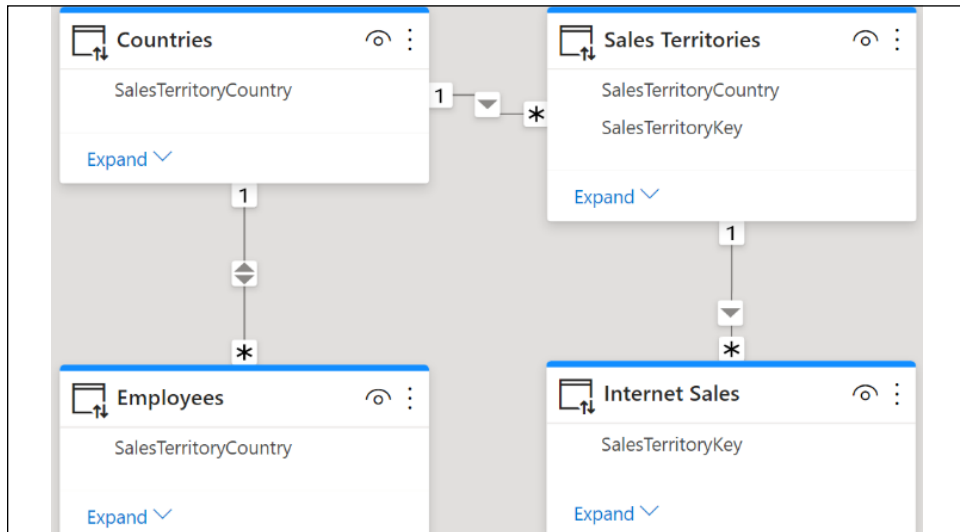 Countries
SalesTerritoryCountry
Expand
Sales Territories
SalesTerritoryCountry
SalesTerritoryKey
Expand
1
*
1
*
1
*
Employees
SalesTerritoryCountry
Expand
Internet Sales
SalesTerritoryKey
Expand